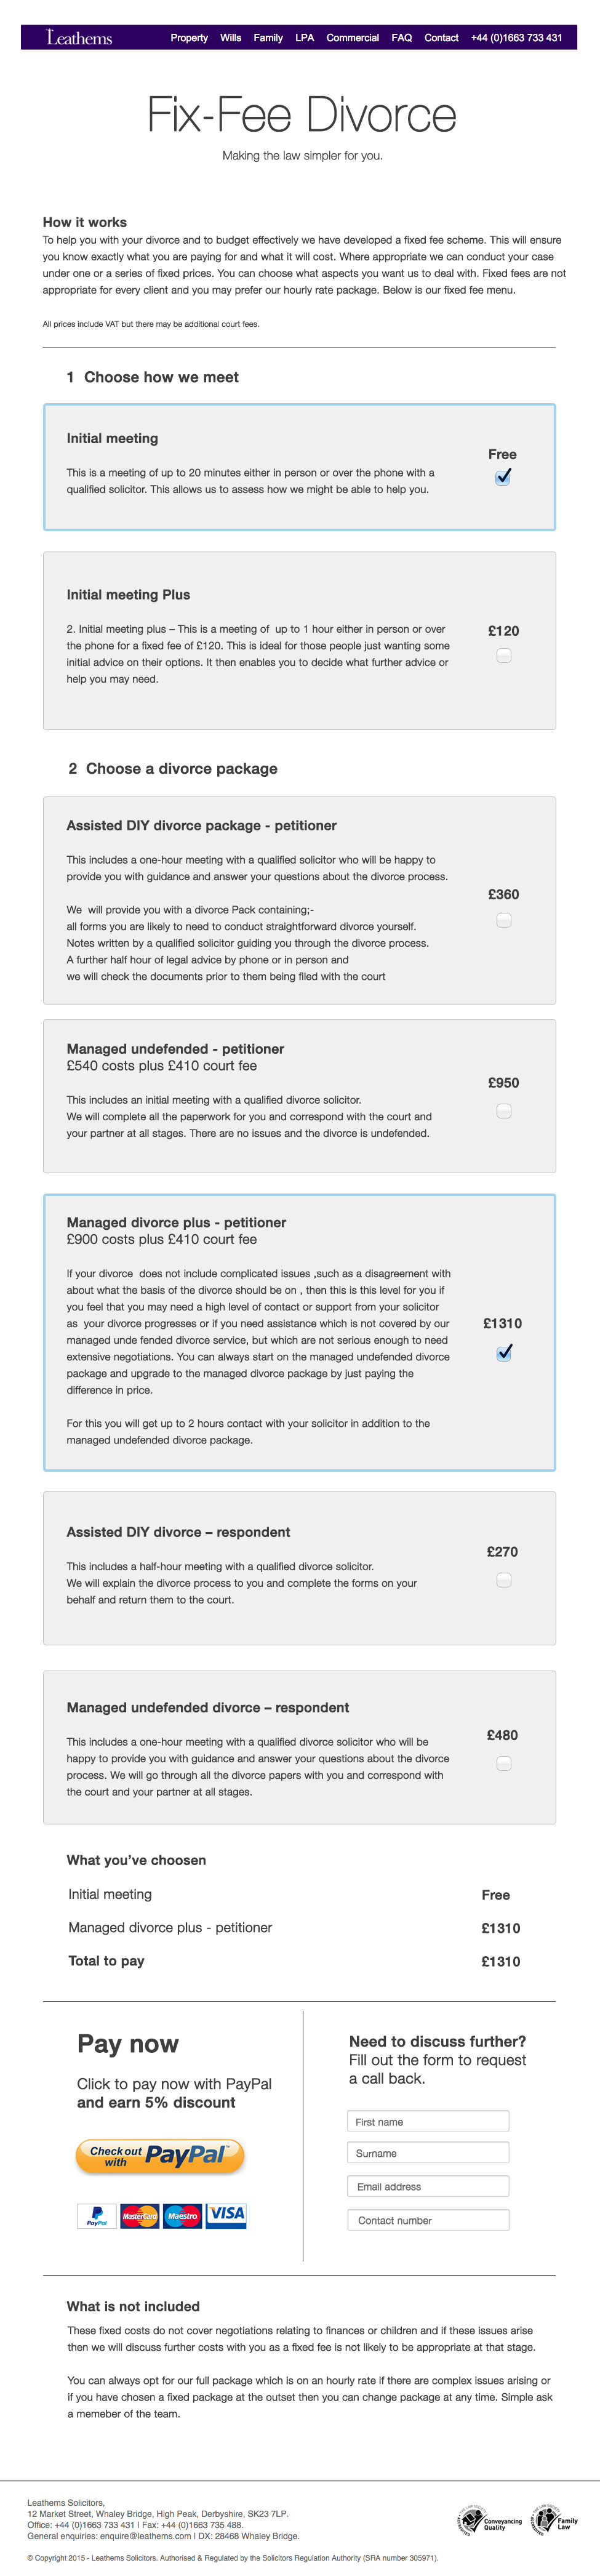 Leathems Property Wills Family LPA Commercial FAQ Contact +44 (0)1663 733 431
Fix-Fee Divorce
Making the law simpler for you.
How it works
To help you with your divorce and to budget effectively we have developed a fixed fee scheme. This will ensure
you know exactly what you are paying for and what it will cost. Where appropriate we can conduct your case
under one or a series of fixed prices. You can choose what aspects you want us to deal with. Fixed fees are not
appropriate for every client and you may prefer our hourly rate package. Below is our fixed fee menu.
All prices include VAT but there may be additional court fees.
1 Choose how we meet
Initial meeting
Free
This is a meeting of up to 20 minutes either in person or over the phone with a
qualified solicitor. This allows us to assess how we might be able to help you.
Initial meeting Plus
£120
2. Initial meeting plus – This is a meeting of up to 1 hour either in person or over
the phone for a fixed fee of £120. This is ideal for those people just wanting some
initial advice on their options. It then enables you to decide what further advice or
help you may need.
2 Choose a divorce package
Assisted DIY divorce package - petitioner
This includes a one-hour meeting with a qualified solicitor who will be happy to
provide you with guidance and answer your questions about the divorce process.
£360
We will provide you with a divorce Pack containing;-
all forms you are likely to need to conduct straightforward divorce yourself.
Notes written by a qualified solicitor guiding you through the divorce process.
A further half hour of legal advice by phone or in person and
we will check the documents prior to them being filed with the court
Managed undefended - petitioner
£540 costs plus £410 court fee
£950
This includes an initial meeting with a qualified divorce solicitor.
We will complete all the paperwork for you and correspond with the court and
your partner at all stages. There are no issues and the divorce is undefended.
Managed divorce plus - petitioner
£900 costs plus £410 court fee
If your divorce does not include complicated issues ,such as a disagreement with
about what the basis of the divorce should be on , then this is this level for you if
you feel that you may need a high level of contact or support from your solicitor
as your divorce progresses or if you need assistance which is not covered by our
managed unde fended divorce service, but which are not serious enough to need
extensive negotiations. You can always start on the managed undefended divorce
package and upgrade to the managed divorce package by just paying the
difference in price.
£1310
For this you will get up to 2 hours contact with your solicitor in addition to the
managed undefended divorce package.
Assisted DIY divorce – respondent
£270
This includes a half-hour meeting with a qualified divorce solicitor.
We will explain the divorce process to you and complete the forms on your
behalf and return them to the court.
Managed undefended divorce – respondent
£480
This includes a one-hour meeting with a qualified divorce solicitor who will be
happy to provide you with guidance and answer your questions about the divorce
process. We will go through all the divorce papers with you and correspond with
the court and your partner at all stages.
What you've choosen
Initial meeting Free
Managed divorce plus - petitioner £1310
Total to pay £1310
Pay now
Click to pay now with PayPal
and earn 5% discount
Check out
with PayPal
PayPal MasterCard Maestro VISA
Need to discuss further?
Fill out the form to request
a call back.
First name
Surname
Email address
Contact number
What is not included
These fixed costs do not cover negotiations relating to finances or children and if these issues arise
then we will discuss further costs with you as a fixed fee is not likely to be appropriate at that stage.
You can always opt for our full package which is on an hourly rate if there are complex issues arising or
if you have chosen a fixed package at the outset then you can change package at any time. Simple ask
a memeber of the team.
Leathems Solicitors,
12 Market Street, Whaley Bridge, High Peak, Derbyshire, SK23 7LP.
Office: +44 (0)1663 733 431 I Fax: +44 (0)1663 735 488.
General enquiries: enquire@leathems.com I DX: 28468 Whaley Bridge.
Conveyancing
Quality
Family
Law
© Copyright 2015 - Leathems Solicitors. Authorised & Regulated by the Solicitors Regulation Authority (SRA number 305971).